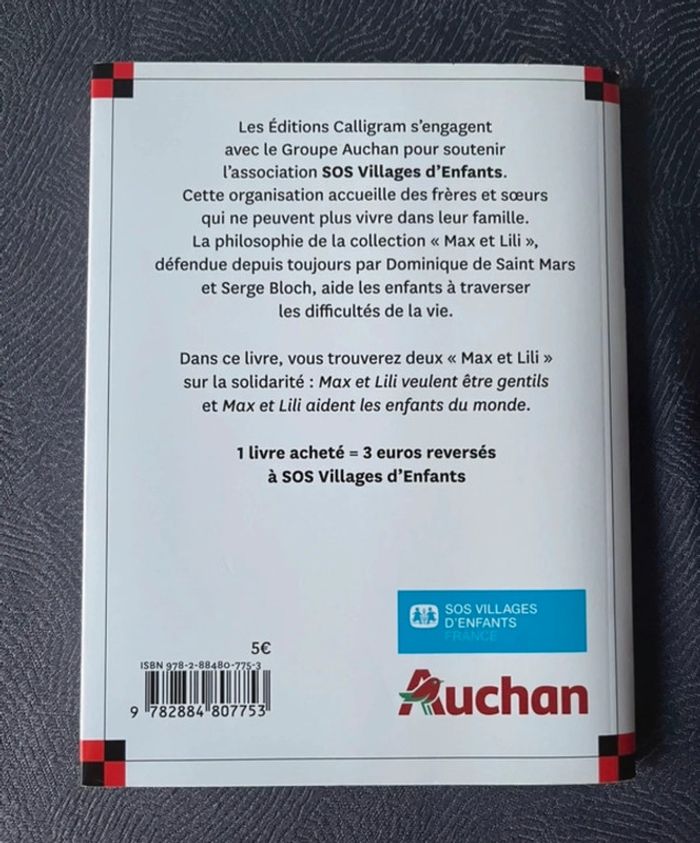 Les Éditions Calligram s'engagent
avec le Groupe Auchan pour soutenir
l'association SOS Villages d'Enfants.
Cette organisation accueille des frères et sœurs
qui ne peuvent plus vivre dans leur famille.
La philosophie de la collection « Max et Lili »,
défendue depuis toujours par Dominique de Saint Mars
et Serge Bloch, aide les enfants à traverser
les difficultés de la vie.
Dans ce livre, vous trouverez deux « Max et Lili »
sur la solidarité : Max et Lili veulent être gentils
et Max et Lili aident les enfants du monde.
1 livre acheté = 3 euros reversés
à SOS Villages d'Enfants
SOS VILLAGES
D'ENFANTS
FRANCE
5€
ISBN 978-2-88480-775-3
9 782884 807753
Auchan